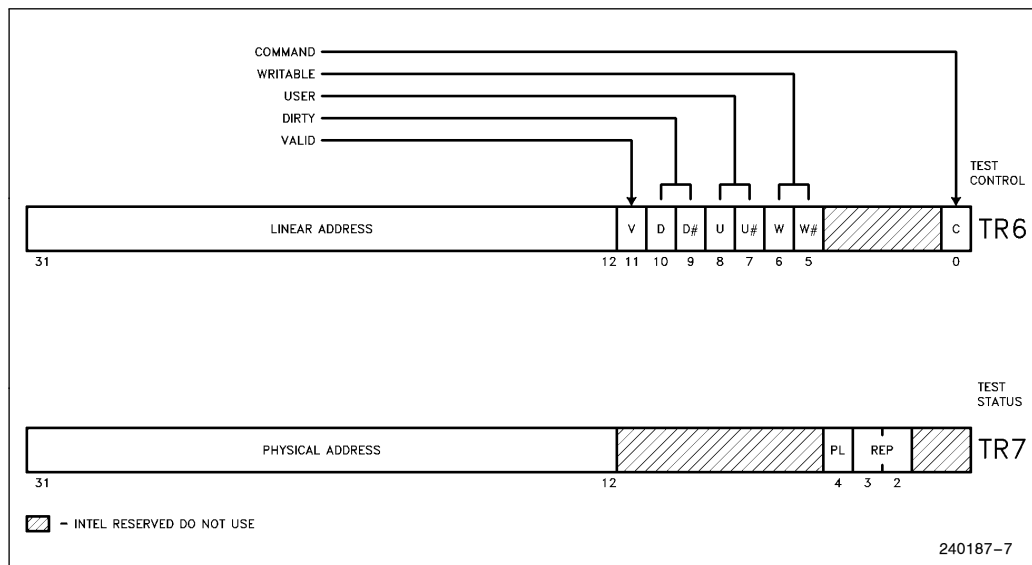 COMMAND
WRITABLE
USER
DIRTY
VALID
TEST
CONTROL
LINEAR ADDRESS V D D# U U# W W# C TR6
31 12 11 10 9 8 7 6 5 0
TEST
STATUS
PHYSICAL ADDRESS PL REP TR7
31 12 4 3 2
– INTEL RESERVED DO NOT USE
240187–7